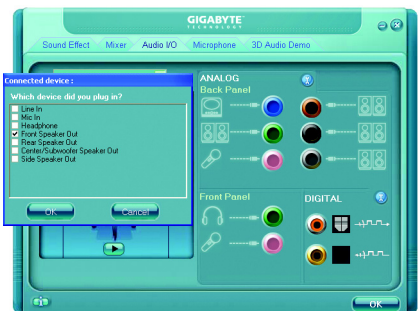 GIGABYTE
TECHNOLOGY
Sound Effect
Mixer
Audio I/O
Microphone
3D Audio Demo
Connected device :
Which device did you plug in?
Line In
Mic In
Headphone
Front Speaker Out
Rear Speaker Out
Center/Subwoofer Speaker Out
Side Speaker Out
OK
Cancel
ANALOG
Back Panel
Front Panel
DIGITAL
OK